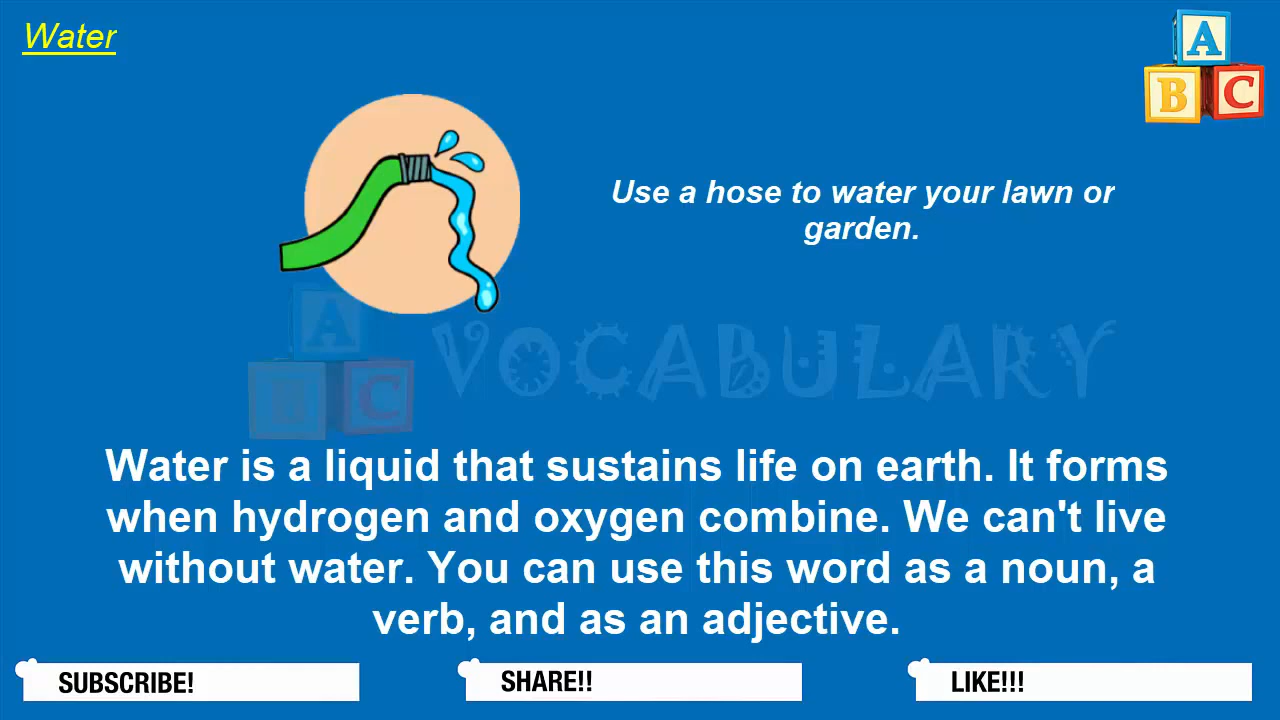 Water
A
B
C
Use a hose to water your lawn or
garden.
A
B
C
VOCABULARY
Water is a liquid that sustains life on earth. It forms
when hydrogen and oxygen combine. We can't live
without water. You can use this word as a noun, a
verb, and as an adjective.
SUBSCRIBE!
SHARE!!
LIKE!!!